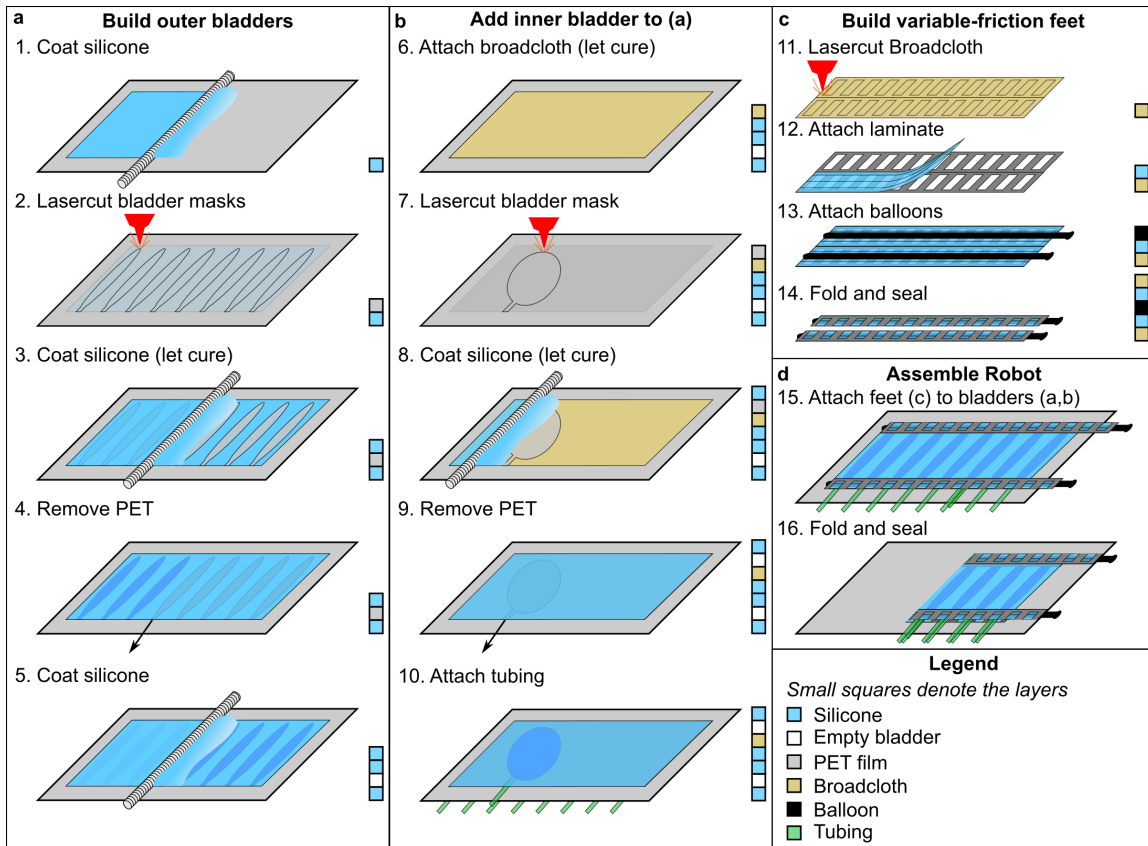 a Build outer bladders
1. Coat silicone
2. Lasercut bladder masks
3. Coat silicone (let cure)
4. Remove PET
5. Coat silicone
b Add inner bladder to (a)
6. Attach broadcloth (let cure)
7. Lasercut bladder mask
8. Coat silicone (let cure)
9. Remove PET
10. Attach tubing
c Build variable-friction feet
11. Lasercut Broadcloth
12. Attach laminate
13. Attach balloons
14. Fold and seal
d Assemble Robot
15. Attach feet (c) to bladders (a,b)
16. Fold and seal
Legend
Small squares denote the layers
Silicone
Empty bladder
PET film
Broadcloth
Balloon
Tubing